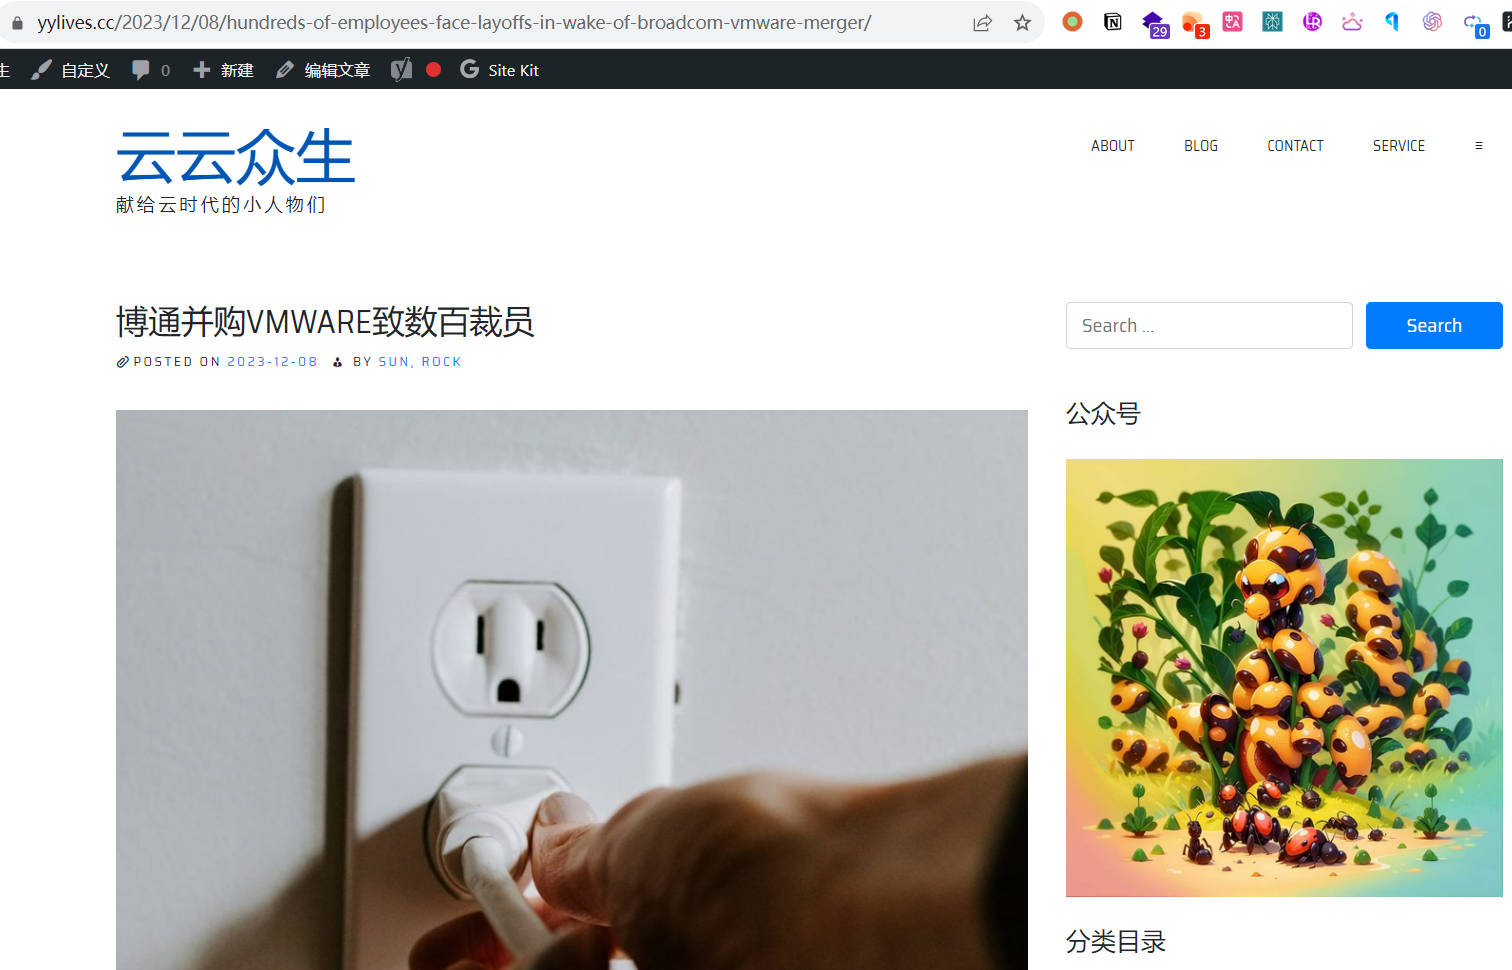 yylives.cc/2023/12/08/hundreds-of-employees-face-layoffs-in-wake-of-broadcom-vmware-merger/
29
3
0
生 自定义 0 新建 编辑文章 Site Kit
云云众生
献给云时代的小人物们
ABOUT BLOG CONTACT SERVICE ≡
博通并购VMWARE致数百裁员
POSTED ON 2023-12-08 BY SUN, ROCK
Search ... Search
公众号
分类目录